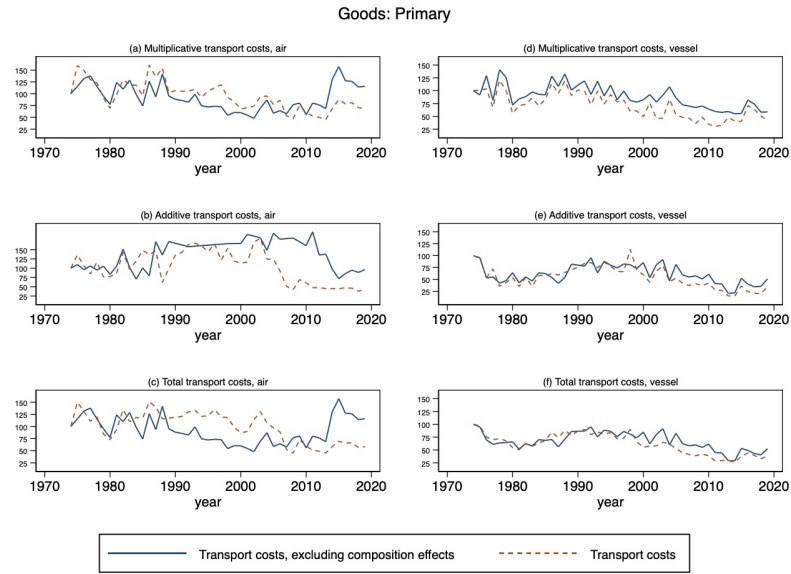 Goods: Primary
(a) Multiplicative transport costs, air
150
125
100
75
50
25
1970 1980 1990 2000 2010 2020
year
(d) Multiplicative transport costs, vessel
150
125
100
75
50
25
1970 1980 1990 2000 2010 2020
year
(b) Additive transport costs, air
150
125
100
75
50
25
1970 1980 1990 2000 2010 2020
year
(e) Additive transport costs, vessel
150
125
100
75
50
25
1970 1980 1990 2000 2010 2020
year
(c) Total transport costs, air
150
125
100
75
50
25
1970 1980 1990 2000 2010 2020
year
(f) Total transport costs, vessel
150
125
100
75
50
25
1970 1980 1990 2000 2010 2020
year
Transport costs, excluding composition effects Transport costs